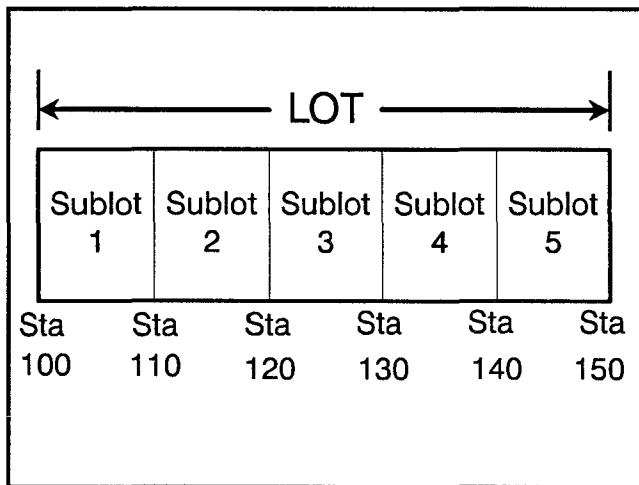 LOT
Sublot 1
Sublot 2
Sublot 3
Sublot 4
Sublot 5
Sta 100
Sta 110
Sta 120
Sta 130
Sta 140
Sta 150